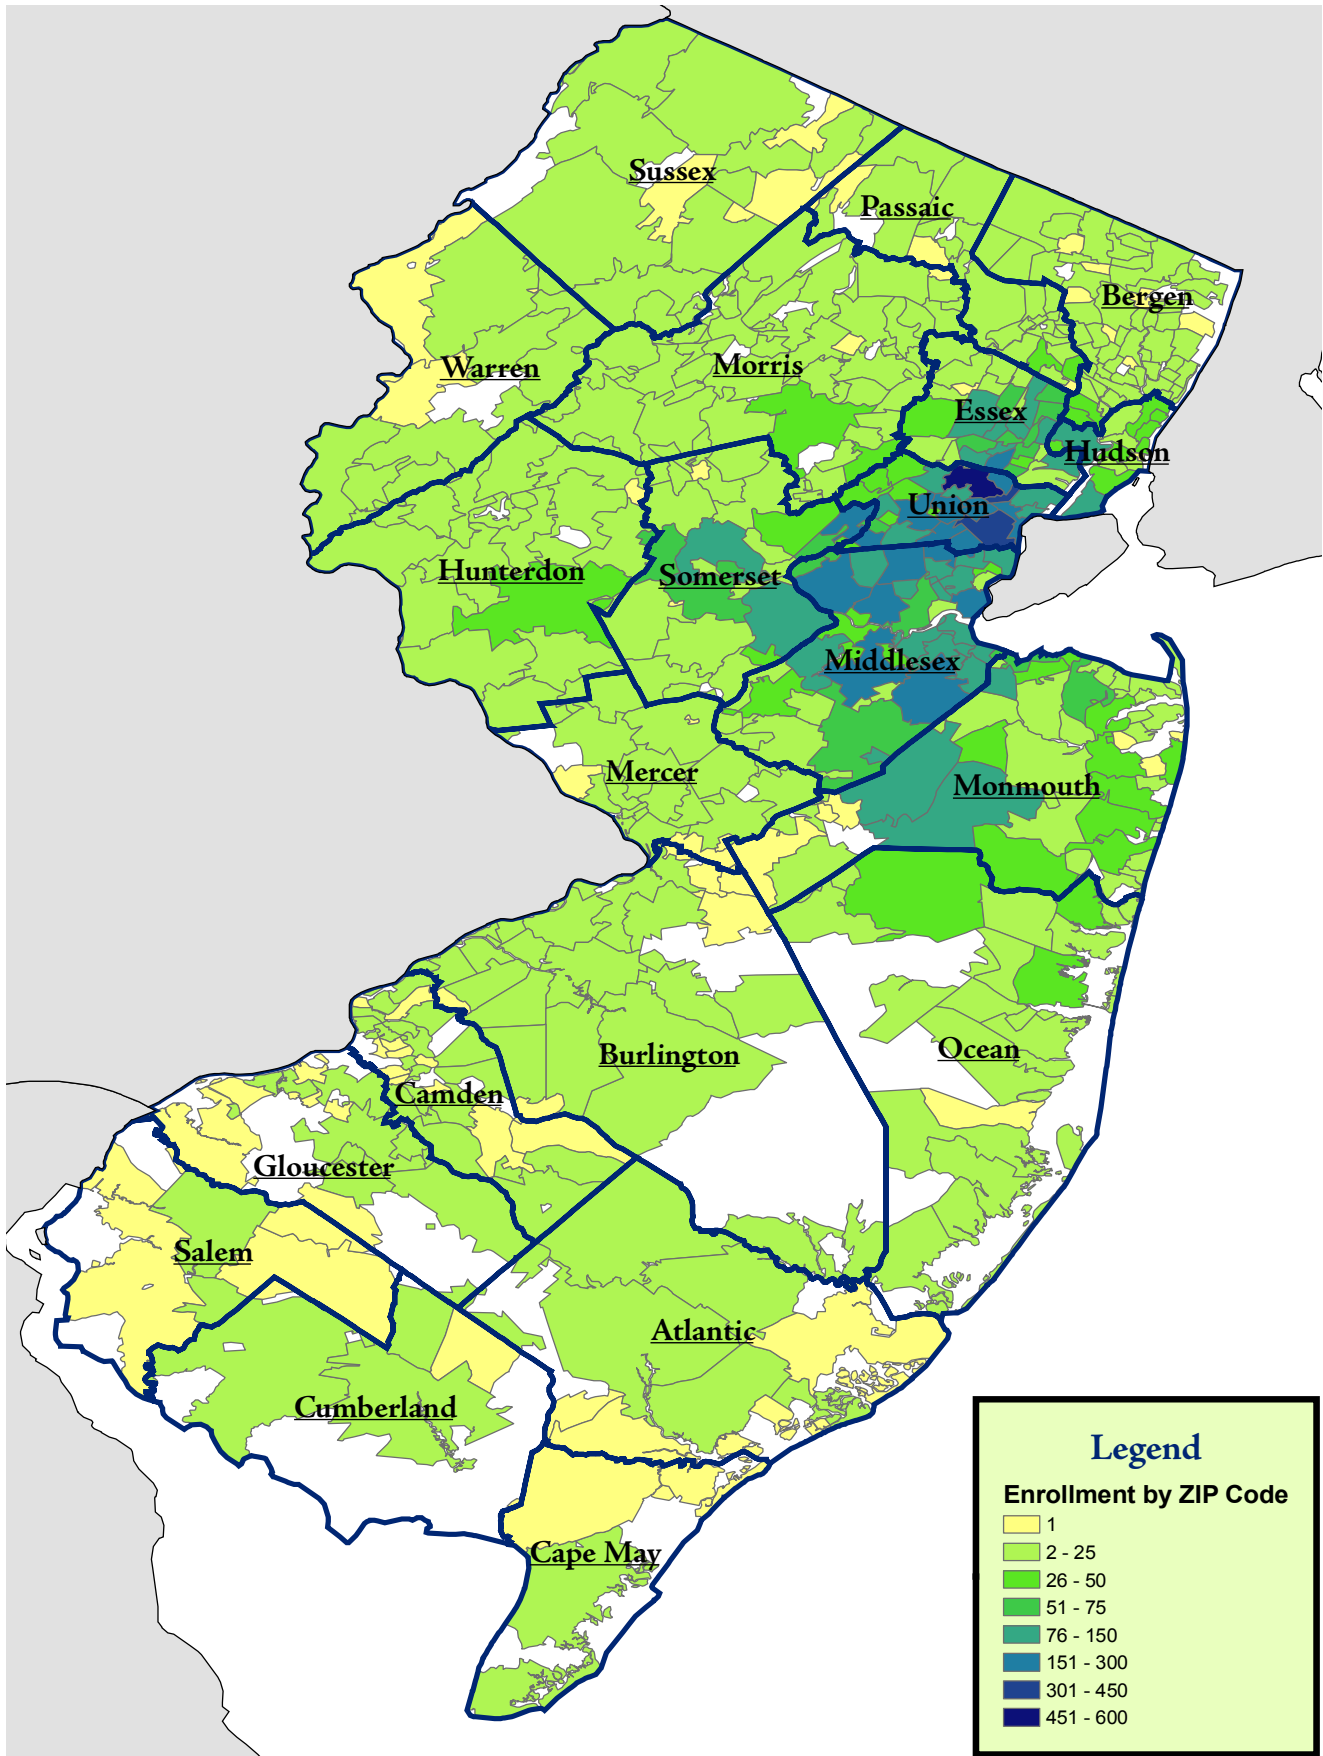 Sussex
Passaic
Bergen
Warren
Morris
Essex
Hudson
Union
Hunterdon
Somerset
Middlesex
Mercer
Monmouth
Burlington
Ocean
Camden
Gloucester
Salem
Atlantic
Cumberland
Cape May
Legend
Enrollment by ZIP Code
1
2 - 25
26 - 50
51 - 75
76 - 150
151 - 300
301 - 450
451 - 600